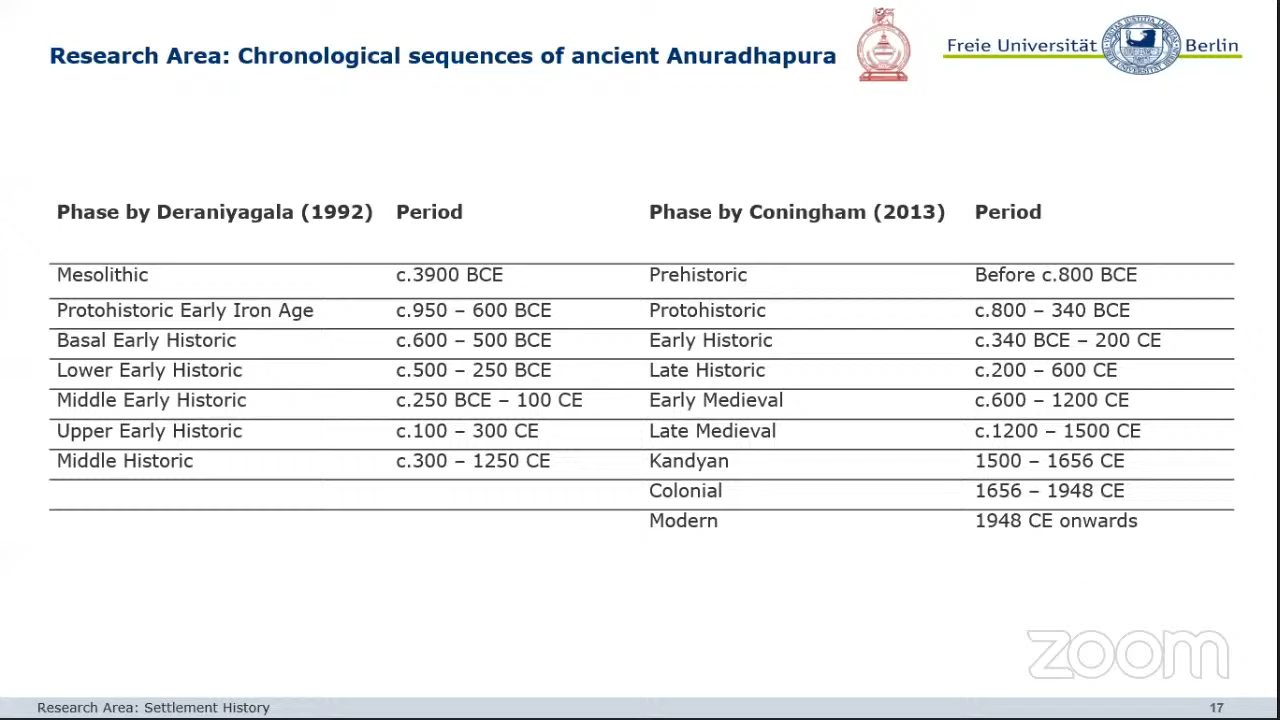 Research Area: Chronological sequences of ancient Anuradhapura
Freie Universität Berlin
Phase by Deraniyagala (1992) Period Phase by Coningham (2013) Period
Mesolithic c.3900 BCE Prehistoric Before c.800 BCE
Protohistoric Early Iron Age c.950 – 600 BCE Protohistoric c.800 – 340 BCE
Basal Early Historic c.600 – 500 BCE Early Historic c.340 BCE – 200 CE
Lower Early Historic c.500 – 250 BCE Late Historic c.200 – 600 CE
Middle Early Historic c.250 BCE – 100 CE Early Medieval c.600 – 1200 CE
Upper Early Historic c.100 – 300 CE Late Medieval c.1200 – 1500 CE
Middle Historic c.300 – 1250 CE Kandyan 1500 – 1656 CE
Colonial 1656 – 1948 CE
Modern 1948 CE onwards
zoom
Research Area: Settlement History 17